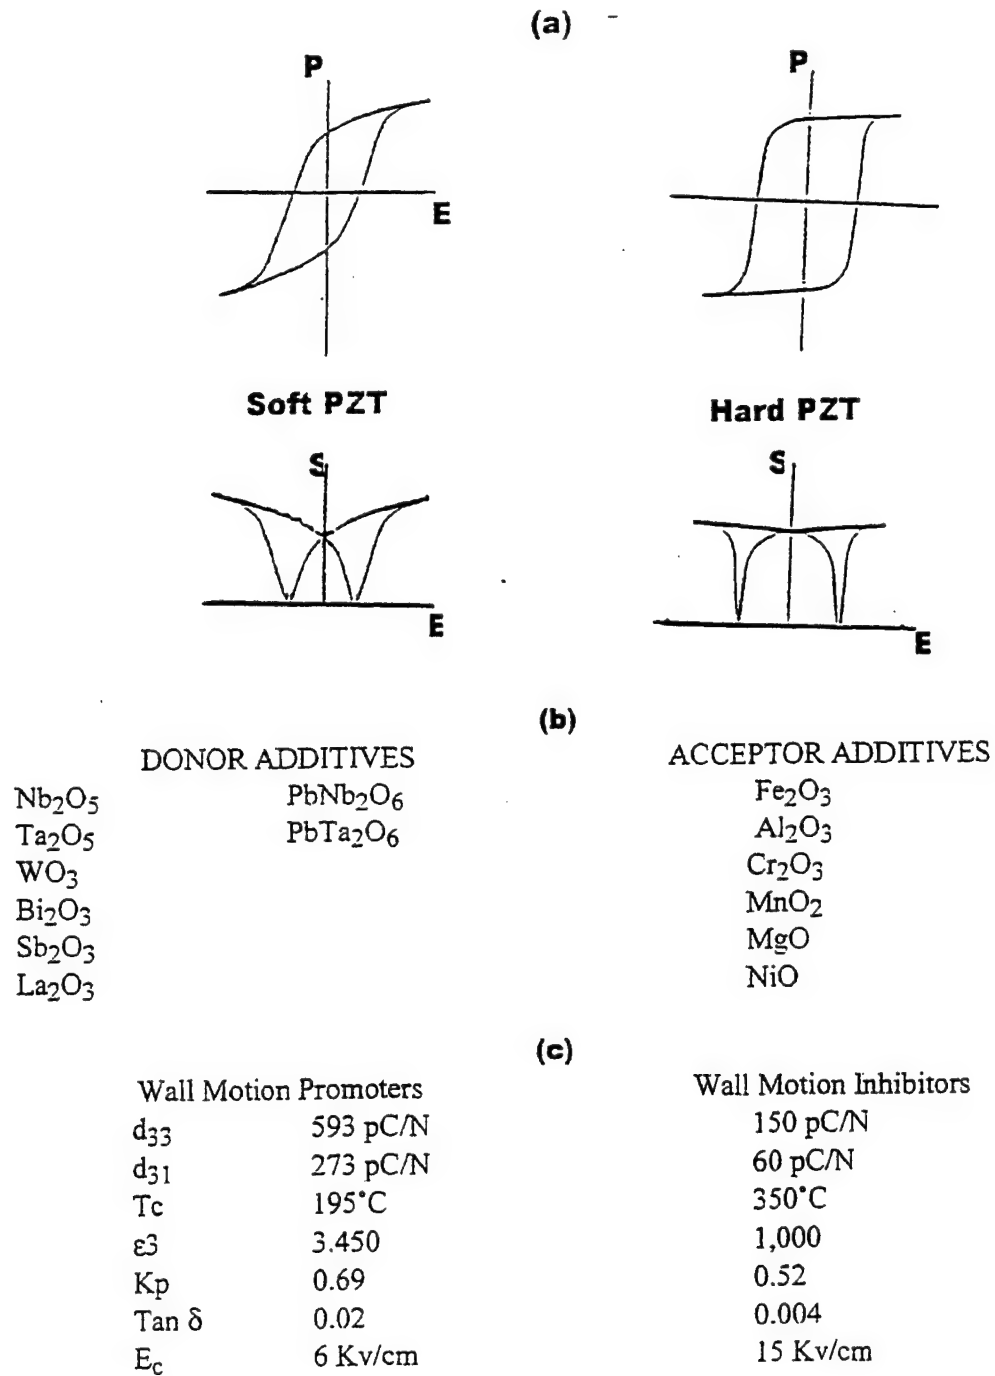 (a)
P
P
E
Soft PZT
Hard PZT
S
S
E
E
(b)
DONOR ADDITIVES
ACCEPTOR ADDITIVES
Nb₂O₅ PbNb₂O₆ Fe₂O₃
Ta₂O₅ PbTa₂O₆ Al₂O₃
WO₃ Cr₂O₃
Bi₂O₃ MnO₂
Sb₂O₃ MgO
La₂O₃ NiO
(c)
Wall Motion Promoters Wall Motion Inhibitors
d₃₃ 593 pC/N 150 pC/N
d₃₁ 273 pC/N 60 pC/N
Tc 195°C 350°C
ε3 3.450 1,000
Kp 0.69 0.52
Tan δ 0.02 0.004
E꜀ 6 Kv/cm 15 Kv/cm